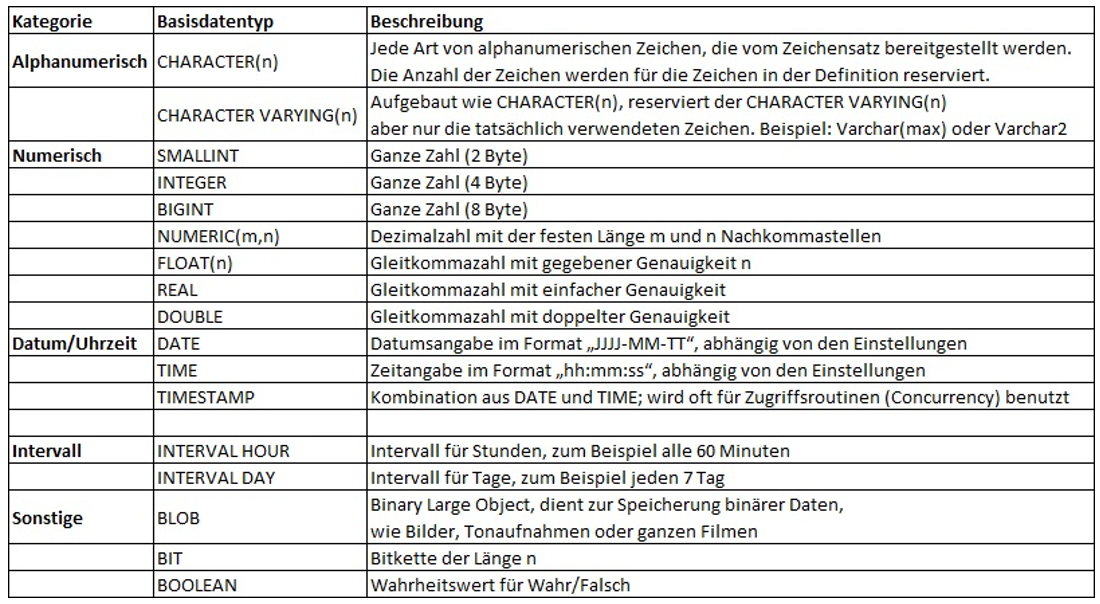 Kategorie Basisdatentyp Beschreibung
Alphanumerisch CHARACTER(n) Jede Art von alphanumerischen Zeichen, die vom Zeichensatz bereitgestellt werden.
Die Anzahl der Zeichen werden für die Zeichen in der Definition reserviert.
CHARACTER VARYING(n) Aufgebaut wie CHARACTER(n), reserviert der CHARACTER VARYING(n)
aber nur die tatsächlich verwendeten Zeichen. Beispiel: Varchar(max) oder Varchar2
Numerisch SMALLINT Ganze Zahl (2 Byte)
INTEGER Ganze Zahl (4 Byte)
BIGINT Ganze Zahl (8 Byte)
NUMERIC(m,n) Dezimalzahl mit der festen Länge m und n Nachkommastellen
FLOAT(n) Gleitkommazahl mit gegebener Genauigkeit n
REAL Gleitkommazahl mit einfacher Genauigkeit
DOUBLE Gleitkommazahl mit doppelter Genauigkeit
Datum/Uhrzeit DATE Datumsangabe im Format „JJJJ-MM-TT“, abhängig von den Einstellungen
TIME Zeitangabe im Format „hh:mm:ss“, abhängig von den Einstellungen
TIMESTAMP Kombination aus DATE und TIME; wird oft für Zugriffsroutinen (Concurrency) benutzt
Intervall INTERVAL HOUR Intervall für Stunden, zum Beispiel alle 60 Minuten
INTERVAL DAY Intervall für Tage, zum Beispiel jeden 7 Tag
Sonstige BLOB Binary Large Object, dient zur Speicherung binärer Daten,
wie Bilder, Tonaufnahmen oder ganzen Filmen
BIT Bitkette der Länge n
BOOLEAN Wahrheitswert für Wahr/Falsch